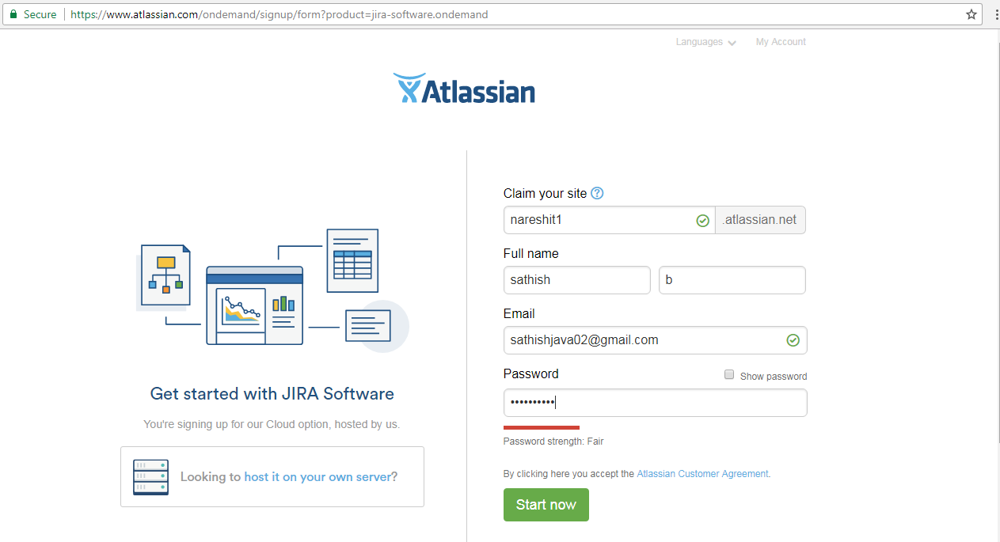 Secure https://www.atlassian.com/ondemand/signup/form?product=jira-software.ondemand
Languages My Account
Atlassian
Get started with JIRA Software
You're signing up for our Cloud option, hosted by us.
Looking to host it on your own server?
Claim your site ?
nareshit1 .atlassian.net
Full name
sathish b
Email
sathishjava02@gmail.com
Password Show password
••••••••••
Password strength: Fair
By clicking here you accept the Atlassian Customer Agreement.
Start now